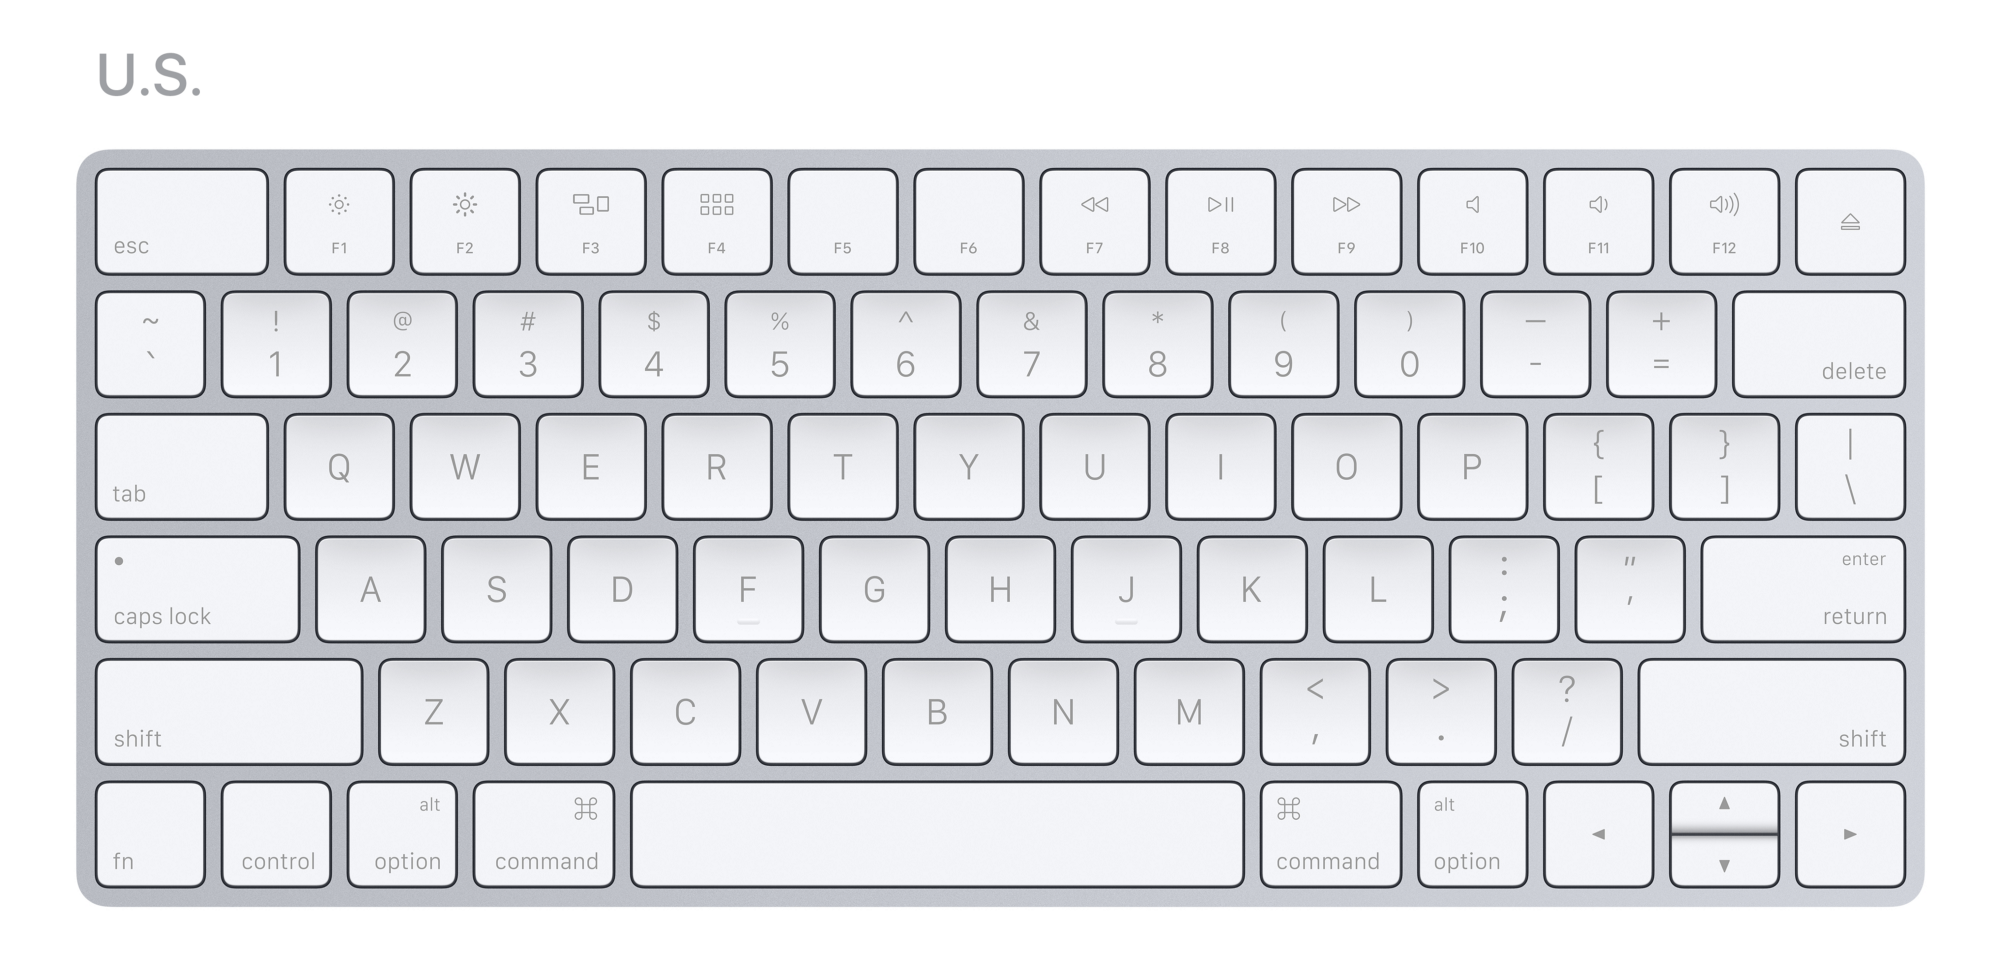 U.S.
esc F1 F2 F3 F4 F5 F6 F7 F8 F9 F10 F11 F12
~ ! @ # $ % ^ & * ( ) — +
` 1 2 3 4 5 6 7 8 9 0 - = delete
{ } |
tab Q W E R T Y U I O P [ ] \
: " enter
caps lock A S D F G H J K L ; ' return
< > ?
shift Z X C V B N M , . / shift
alt ⌘ ⌘ alt
fn control option command command option